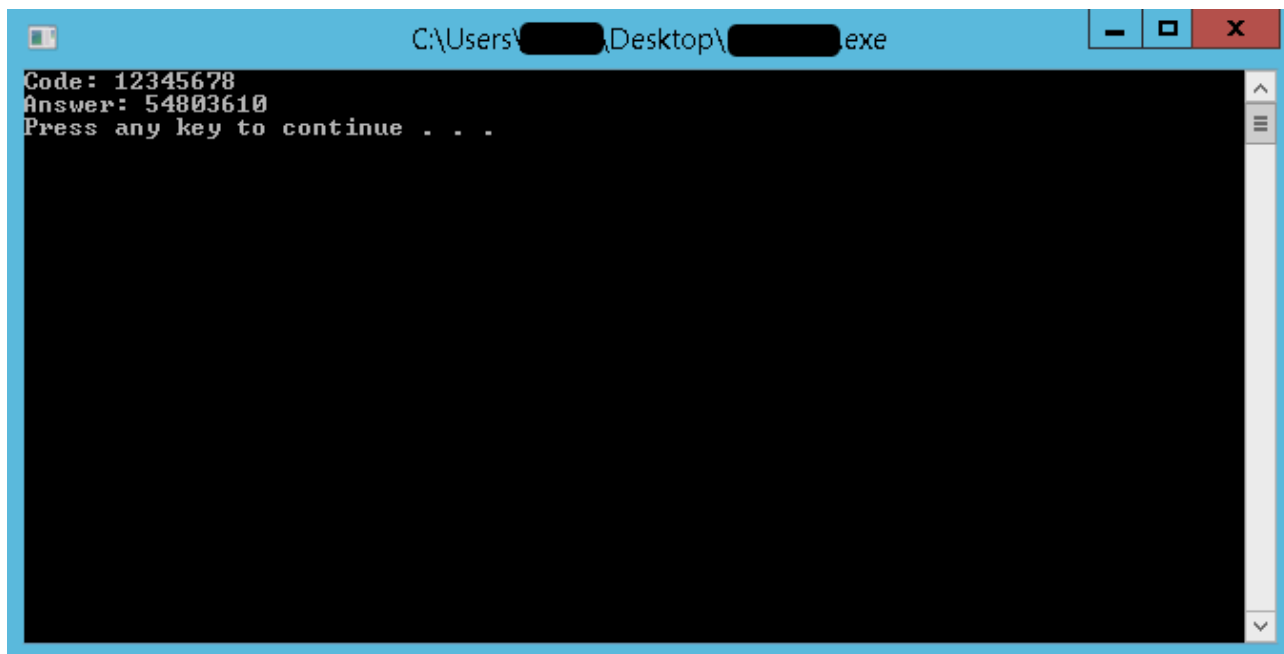 C:\Users\ \Desktop\ .exe
Code: 12345678
Answer: 54803610
Press any key to continue . . .